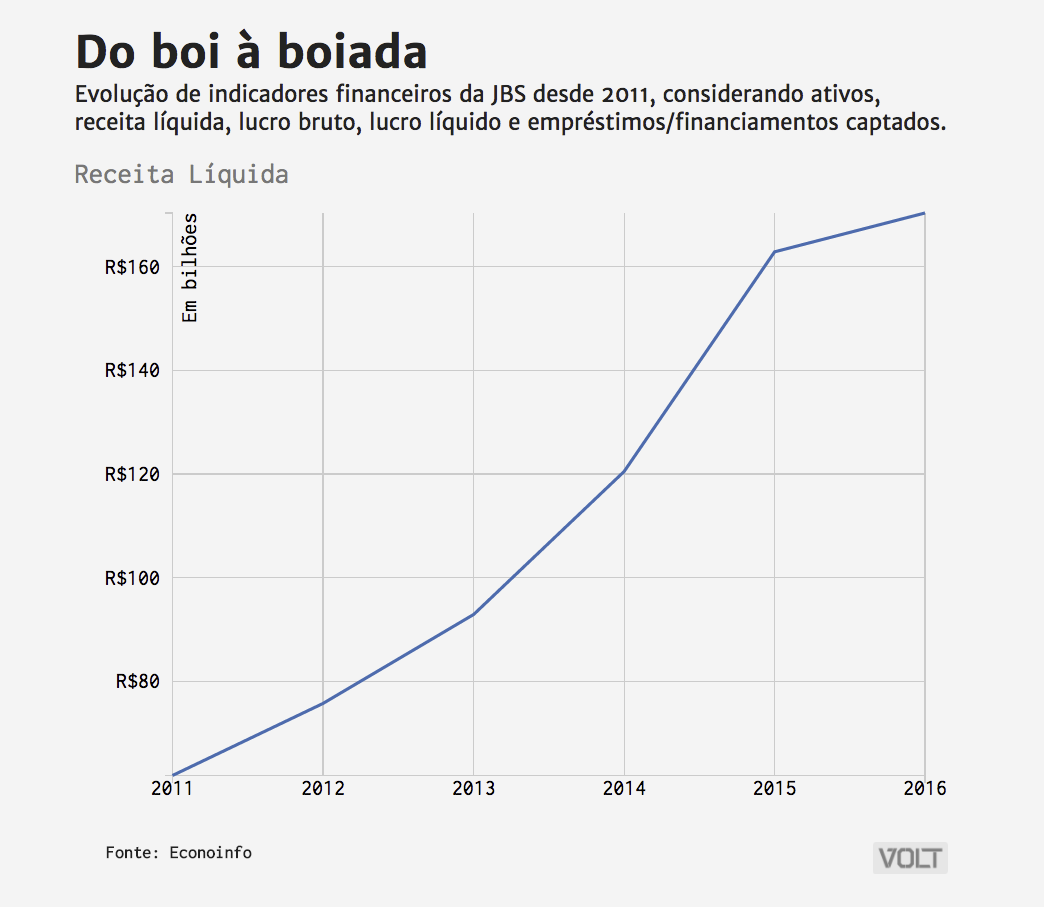 Do boi à boiada
Evolução de indicadores financeiros da JBS desde 2011, considerando ativos,
receita líquida, lucro bruto, lucro líquido e empréstimos/financiamentos captados.
Receita Líquida
Em bilhões
R$160
R$140
R$120
R$100
R$80
2011 2012 2013 2014 2015 2016
Fonte: Econoinfo
VOLT